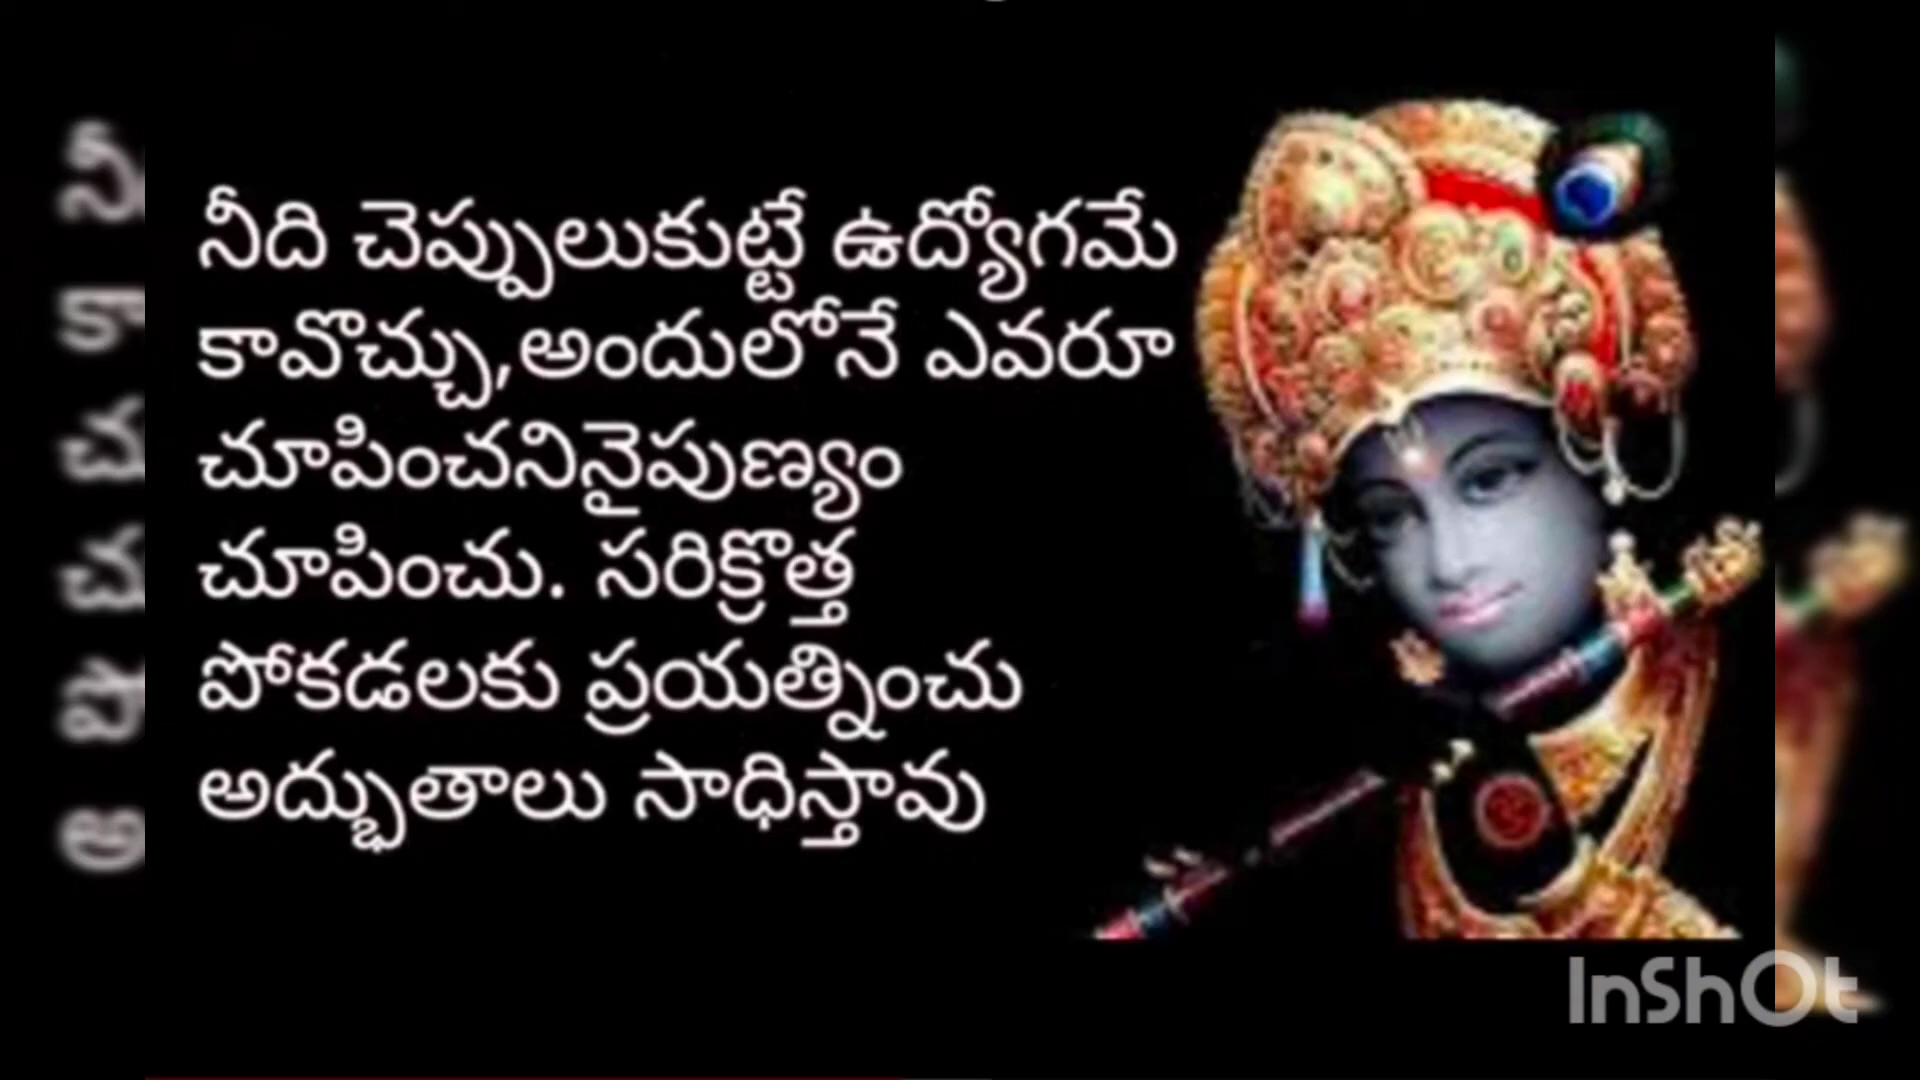 నీది చెప్పులుకుట్టే ఉద్యోగమే
కావొచ్చు,అందులోనే ఎవరూ
చూపించనినైపుణ్యం
చూపించు. సరిక్రొత్త
పోకడలకు ప్రయత్నించు
అద్భుతాలు సాధిస్తావు
InShOt